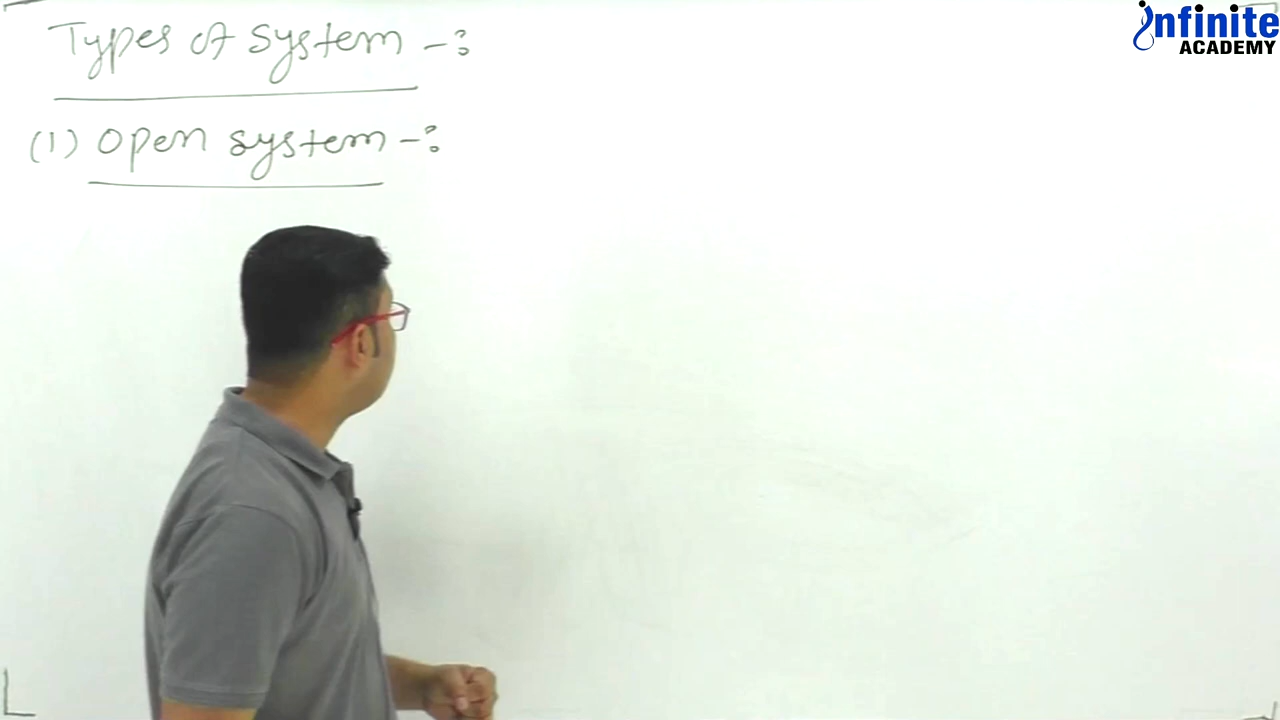 Types of System -:
(1) Open system -:
infinite
ACADEMY